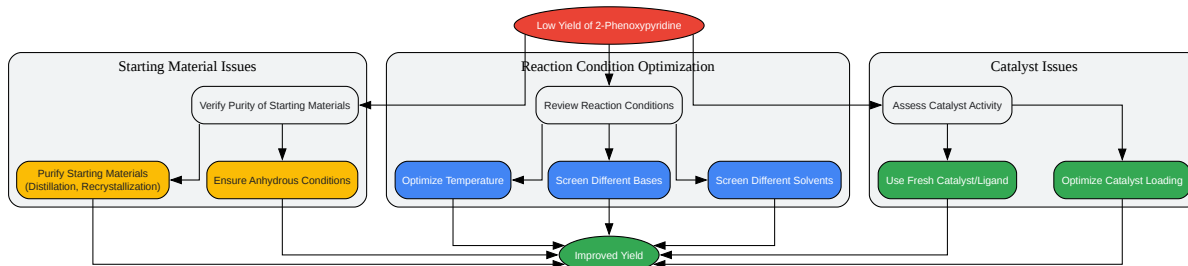 Low Yield of 2-Phenoxypyridine
Starting Material Issues
Reaction Condition Optimization
Catalyst Issues
Verify Purity of Starting Materials
Review Reaction Conditions
Assess Catalyst Activity
Purify Starting Materials
(Distillation, Recrystallization)
Ensure Anhydrous Conditions
Optimize Temperature
Screen Different Bases
Screen Different Solvents
Use Fresh Catalyst/Ligand
Optimize Catalyst Loading
Improved Yield